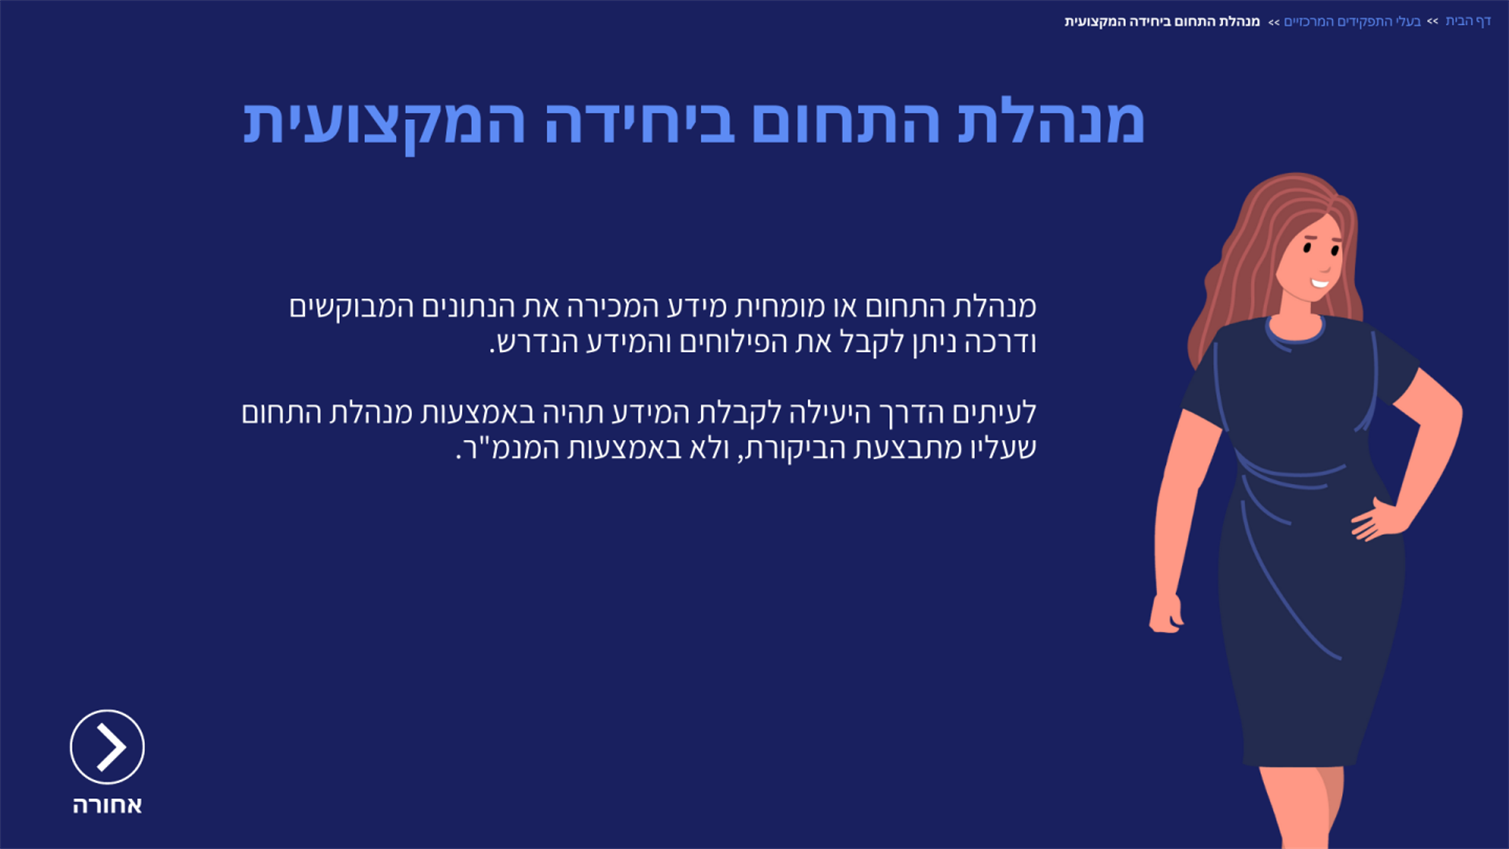 דף הבית >> בעלי התפקידים המרכזיים >> מנהלת התחום ביחידה המקצועית
מנהלת התחום ביחידה המקצועית
מנהלת התחום או מומחית מידע המכירה את הנתונים המבוקשים
ודרכה ניתן לקבל את הפילוחים והמידע הנדרש.
לעיתים הדרך היעילה לקבלת המידע תהיה באמצעות מנהלת התחום
שעליו מתבצעת הביקורת, ולא באמצעות המנמ"ר.
אחורה